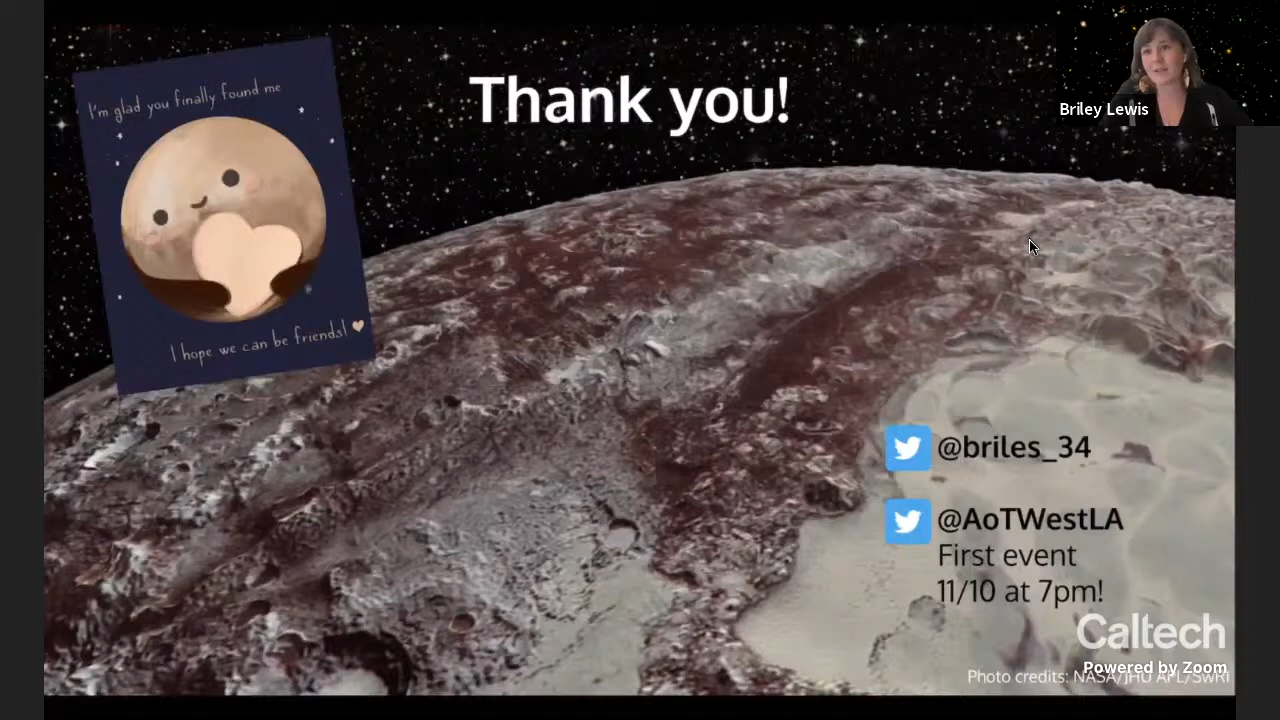 I'm glad you finally found me
Thank you!
Briley Lewis
I hope we can be friends!
@briles_34
@AoTWestLA
First event
11/10 at 7pm!
Caltech
Powered by Zoom
Photo credits: NASA/JHU APL/SwRI